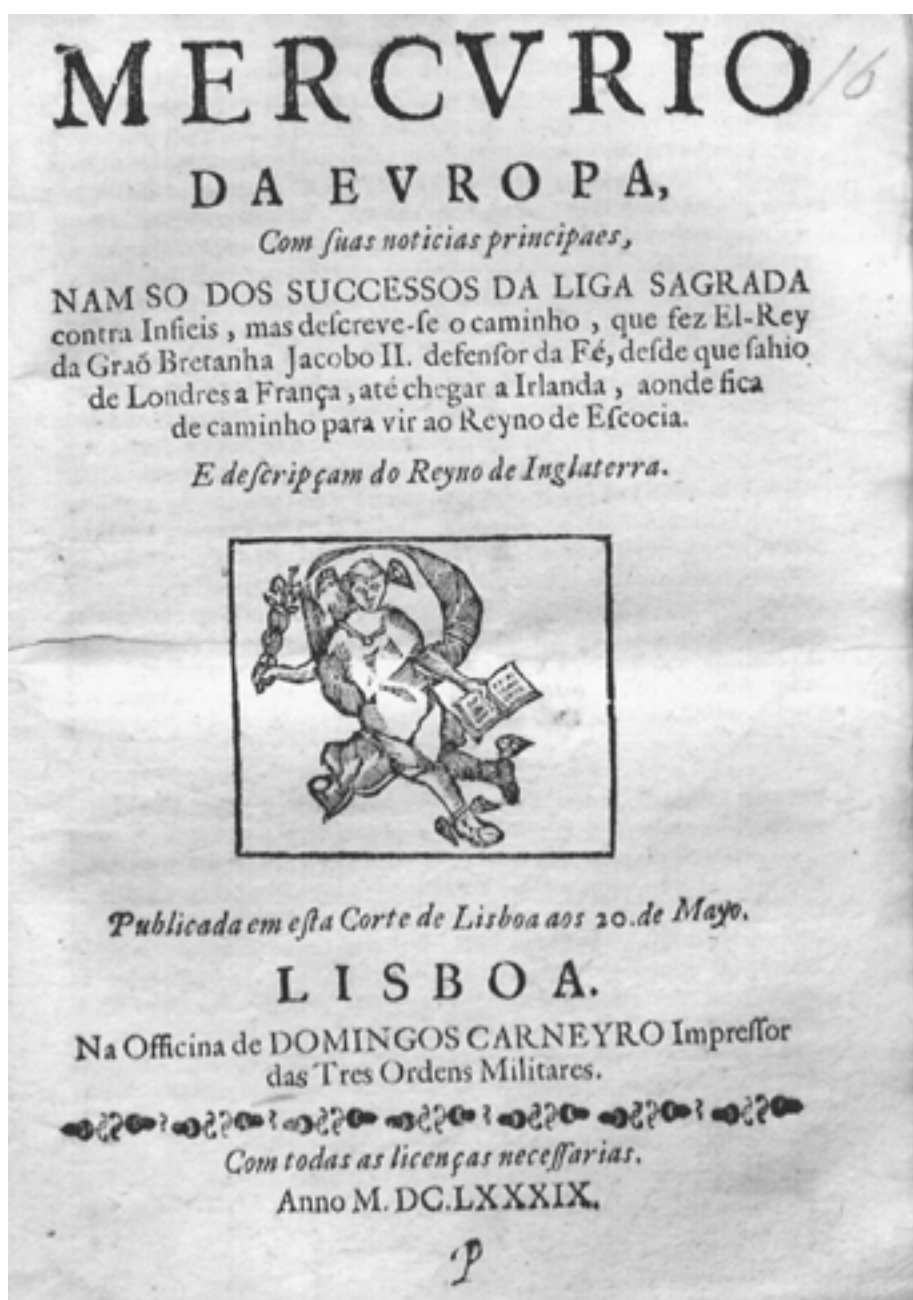 MERCVRIO
16
DA EVROPA,
Com ſuas noticias principaes,
NAM SO DOS SUCCESSOS DA LIGA SAGRADA
contra Infieis, mas deſcreve-ſe o caminho, que fez El-Rey
da Graõ Bretanha Jacobo II. defenſor da Fé, deſde que ſahio
de Londres a França, até chegar a Irlanda, aonde fica
de caminho para vir ao Reyno de Eſcocia.
E deſcripçam do Reyno de Inglaterra.
Publicada em eſta Corte de Lisboa aos 20. de Mayo.
LISBOA.
Na Officina de DOMINGOS CARNEYRO Impreſſor
das Tres Ordens Militares.
Com todas as licenças neceſſarias.
Anno M. DC.LXXXIX.
P